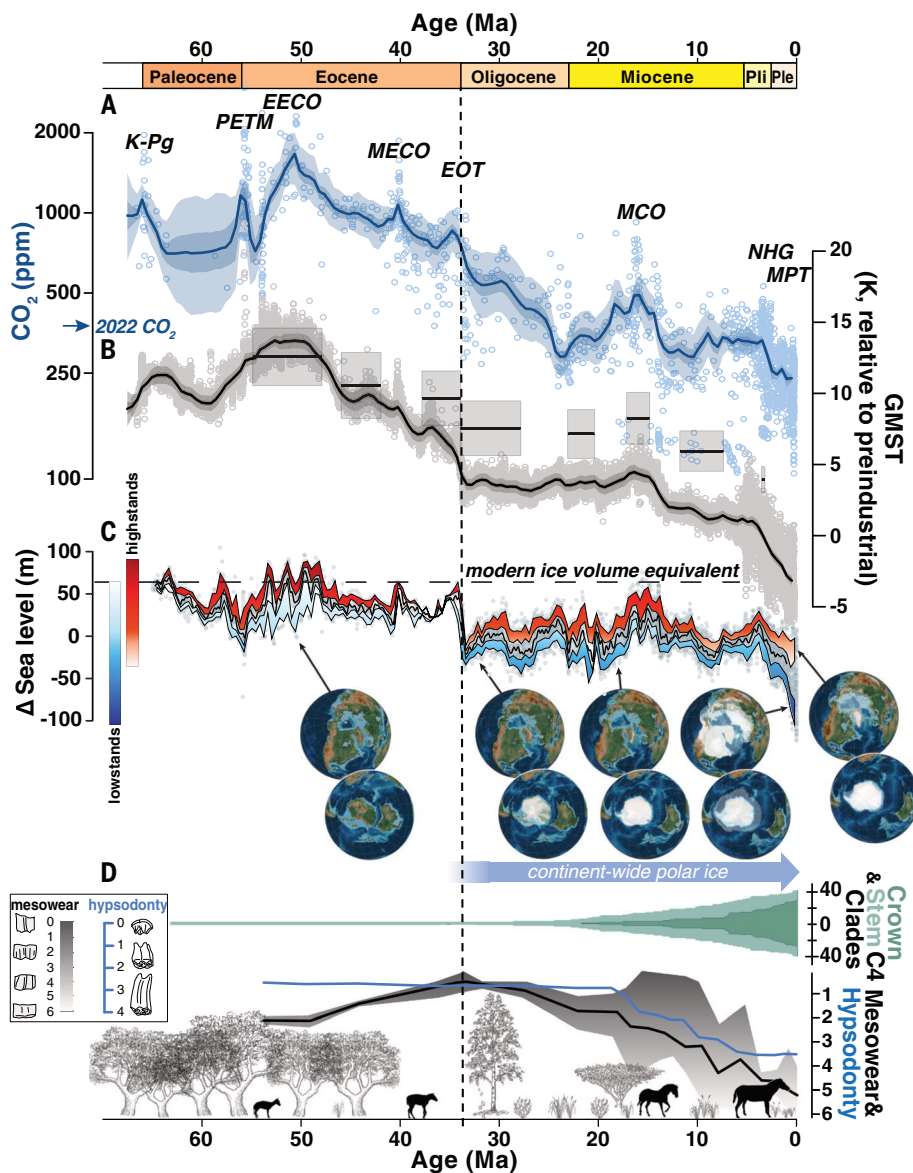 Age (Ma)
60 50 40 30 20 10 0
Paleocene Eocene Oligocene Miocene Pli Ple
A
K-Pg
PETM
EECO
MECO
EOT
MCO
NHG
MPT
CO2 (ppm)
2000
1000
500
250
100
2022 CO2
B
GMST
(K, relative to preindustrial)
20
15
10
5
0
-5
C
Δ Sea level (m)
100
50
0
-50
-100
highstands
lowstands
modern ice volume equivalent
continent-wide polar ice
D
mesowear
0
1
2
3
4
5
6
hypsodonty
0
1
2
3
4
40
0
40
Crown
& Stem C4
Clades
1
2
3
4
5
6
Mesowear&
Hypsodonty
60 50 40 30 20 10 0
Age (Ma)